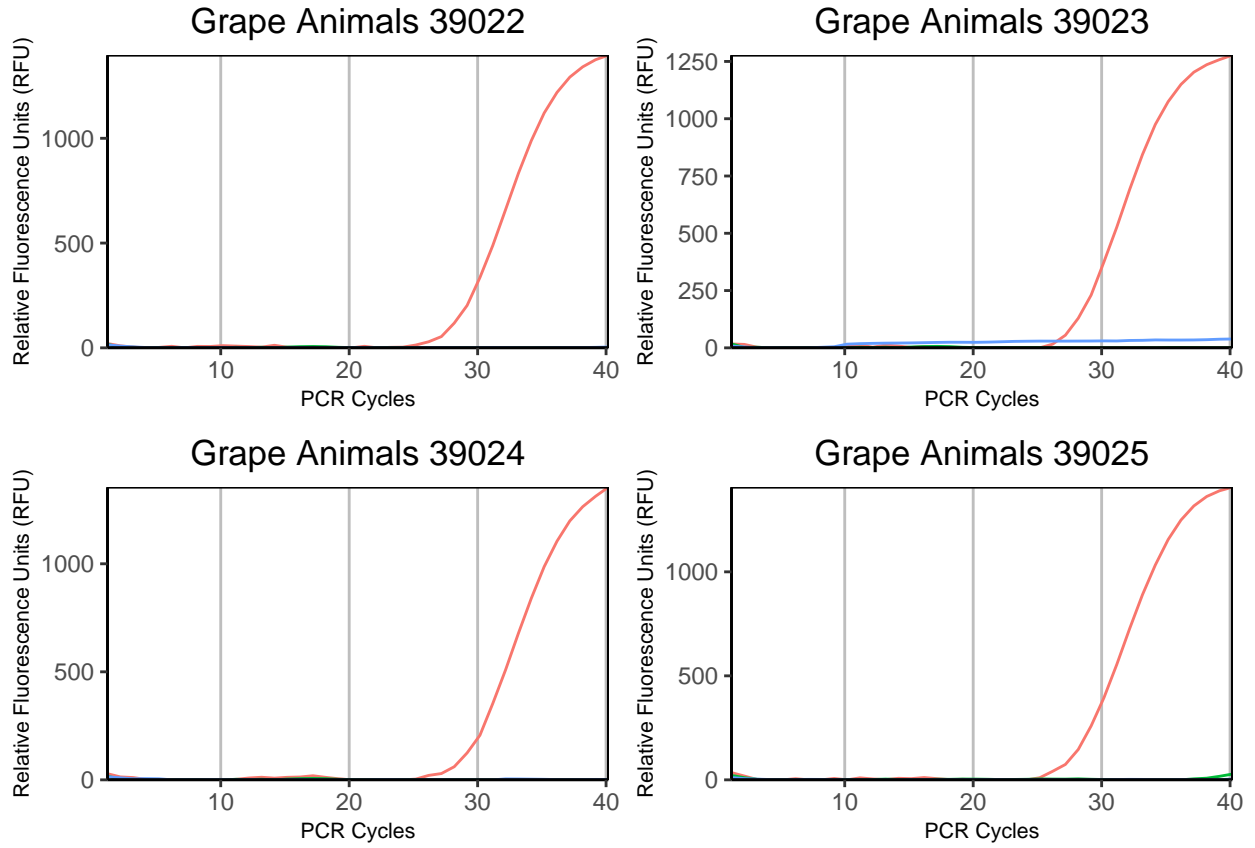 Grape Animals 39022
Relative Fluorescence Units (RFU)
1000
500
0
10
20
30
40
PCR Cycles
Grape Animals 39023
Relative Fluorescence Units (RFU)
1250
1000
750
500
250
0
10
20
30
40
PCR Cycles
Grape Animals 39024
Relative Fluorescence Units (RFU)
1000
500
0
10
20
30
40
PCR Cycles
Grape Animals 39025
Relative Fluorescence Units (RFU)
1000
500
0
10
20
30
40
PCR Cycles